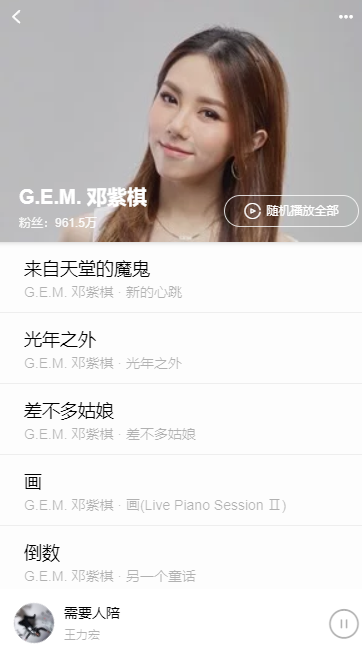 G.E.M. 邓紫棋
粉丝：961.5万
随机播放全部
来自天堂的魔鬼
G.E.M. 邓紫棋 · 新的心跳
光年之外
G.E.M. 邓紫棋 · 光年之外
差不多姑娘
G.E.M. 邓紫棋 · 差不多姑娘
画
G.E.M. 邓紫棋 · 画(Live Piano Session Ⅱ)
倒数
G.E.M. 邓紫棋 · 另一个童话
需要人陪
王力宏